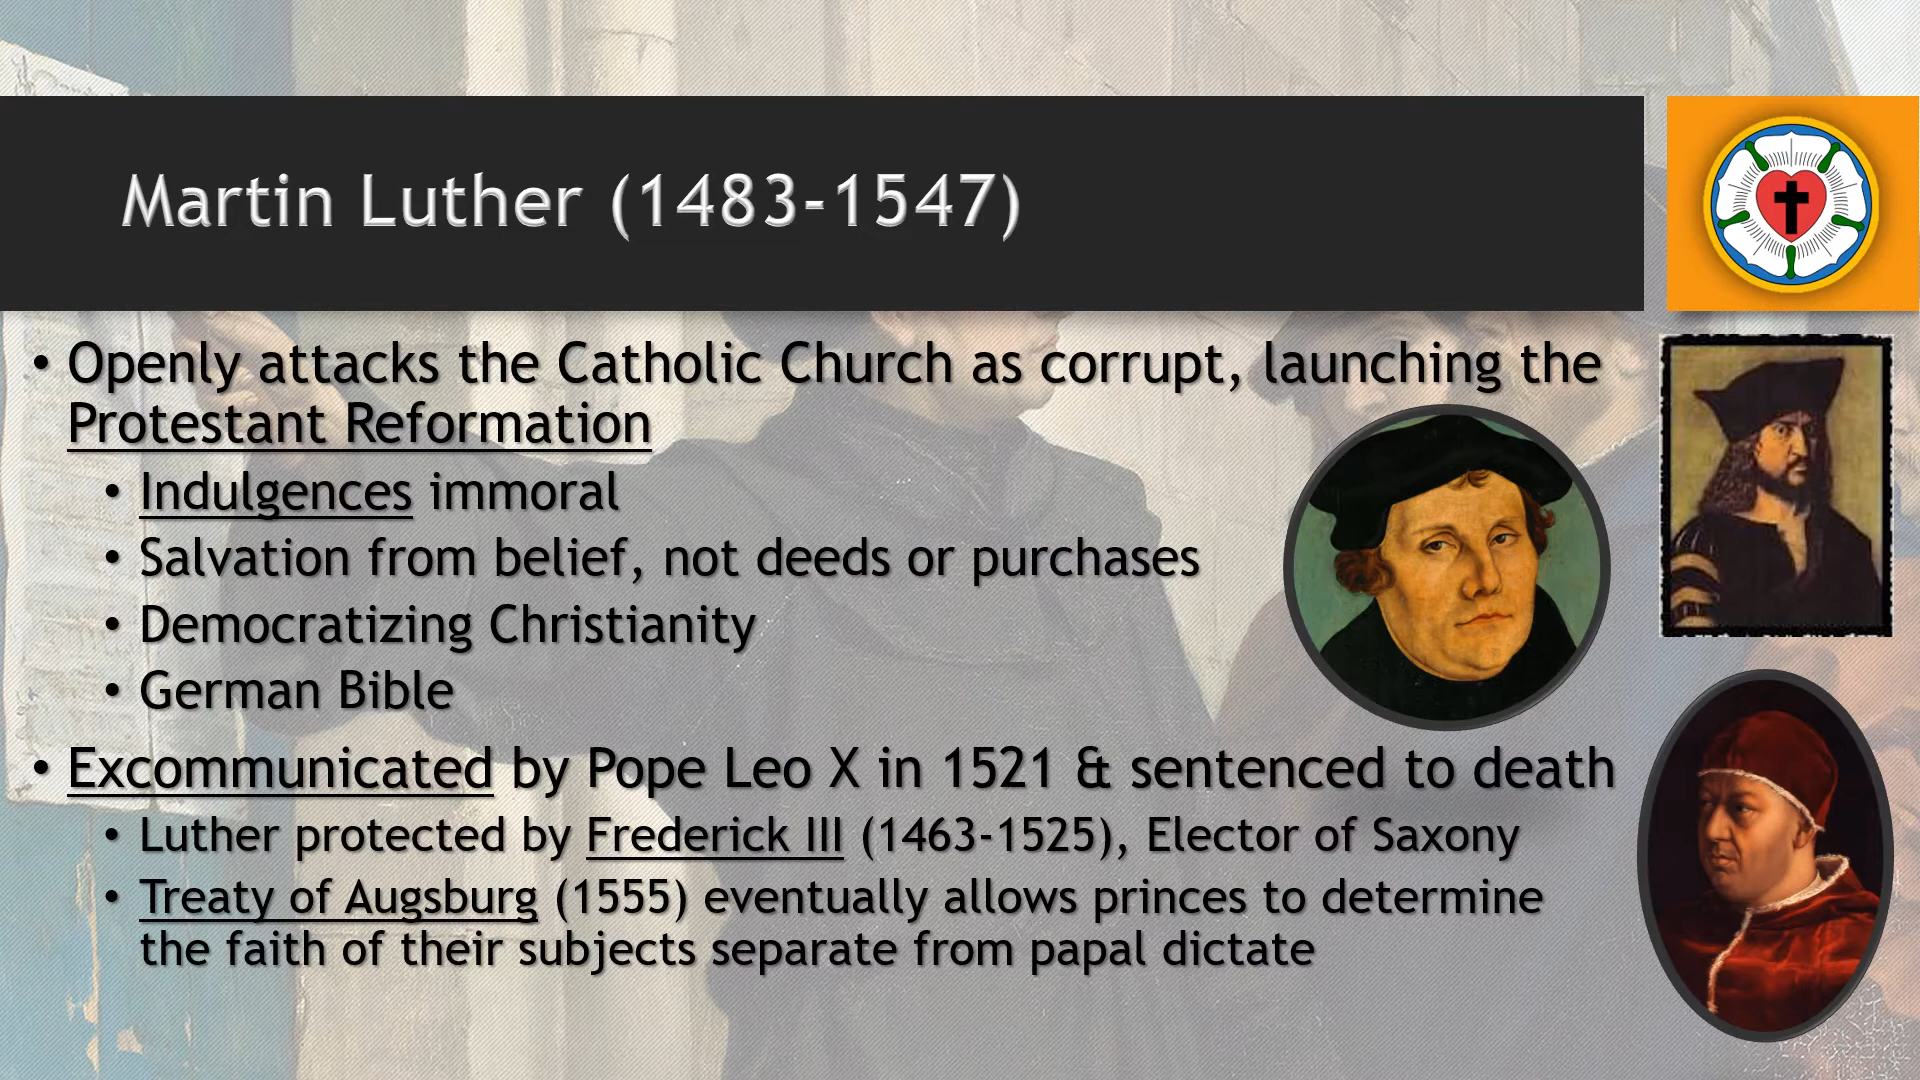 Martin Luther (1483-1547)
• Openly attacks the Catholic Church as corrupt, launching the
Protestant Reformation
• Indulgences immoral
• Salvation from belief, not deeds or purchases
• Democratizing Christianity
• German Bible
• Excommunicated by Pope Leo X in 1521 & sentenced to death
• Luther protected by Frederick III (1463-1525), Elector of Saxony
• Treaty of Augsburg (1555) eventually allows princes to determine
the faith of their subjects separate from papal dictate